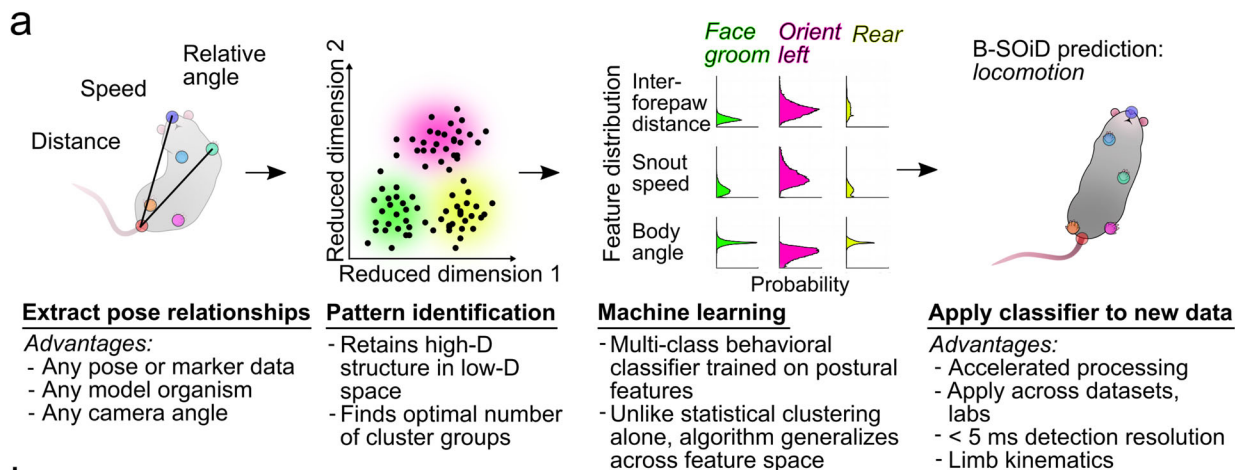 a
Speed
Relative
angle
Distance
Reduced dimension 2
Reduced dimension 1
Face
groom
Orient
left
Rear
Feature distribution
Inter-
forepaw
distance
Snout
speed
Body
angle
Probability
B-SOiD prediction:
locomotion
Extract pose relationships
Advantages:
- Any pose or marker data
- Any model organism
- Any camera angle
Pattern identification
- Retains high-D
structure in low-D
space
- Finds optimal number
of cluster groups
Machine learning
- Multi-class behavioral
classifier trained on postural
features
- Unlike statistical clustering
alone, algorithm generalizes
across feature space
Apply classifier to new data
Advantages:
- Accelerated processing
- Apply across datasets,
labs
- < 5 ms detection resolution
- Limb kinematics